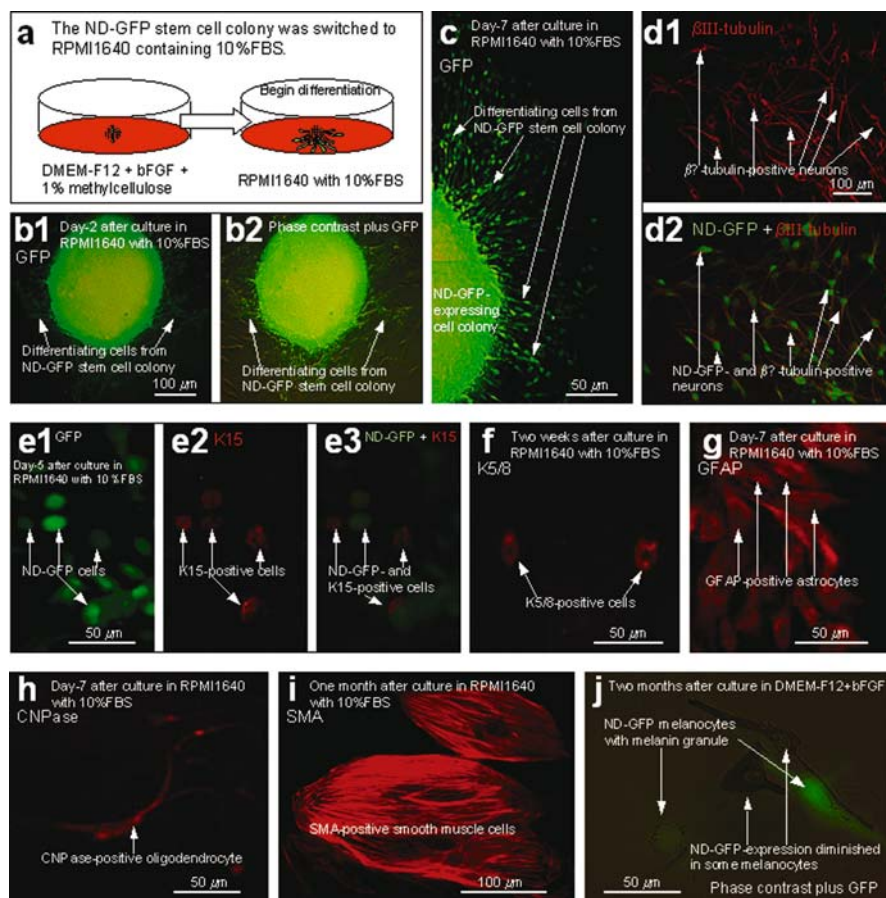 a The ND-GFP stem cell colony was switched to
RPMI1640 containing 10%FBS.
Begin differentiation
DMEM-F12 + bFGF +
1% methylcellulose
RPMI1640 with 10%FBS
b1 Day-2 after culture in
RPMI1640 with 10%FBS
GFP
Differentiating cells from
ND-GFP stem cell colony
100 μm
b2 Phase contrast plus GFP
Differentiating cells from
ND-GFP stem cell colony
c Day-7 after culture in
RPMI1640 with 10%FBS
GFP
Differentiating cells from
ND-GFP stem cell colony
ND-GFP-
expressing
cell colony
50 μm
d1 βIII-tubulin
β?-tubulin-positive neurons
100 μm
d2 ND-GFP + βIII-tubulin
ND-GFP- and β?-tubulin-positive
neurons
e1 GFP
Day-5 after culture in
RPMI1640 with 10 %FBS
ND-GFP cells
50 μm
e2 K15
K15-positive cells
50 μm
e3 ND-GFP + K15
ND-GFP- and
K15-positive cells
50 μm
f Two weeks after culture in
RPMI1640 with 10%FBS
K5/8
K5/8-positive cells
50 μm
g Day-7 after culture in
RPMI1640 with 10%FBS
GFAP
GFAP-positive astrocytes
50 μm
h Day-7 after culture in RPMI1640
with 10%FBS
CNPase
CNPase-positive oligodendrocyte
50 μm
i One month after culture in RPMI1640
with 10%FBS
SMA
SMA-positive smooth muscle cells
100 μm
j Two months after culture in DMEM-F12+bFGF
ND-GFP melanocytes
with melanin granule
ND-GFP-expression diminished
in some melanocytes
50 μm
Phase contrast plus GFP